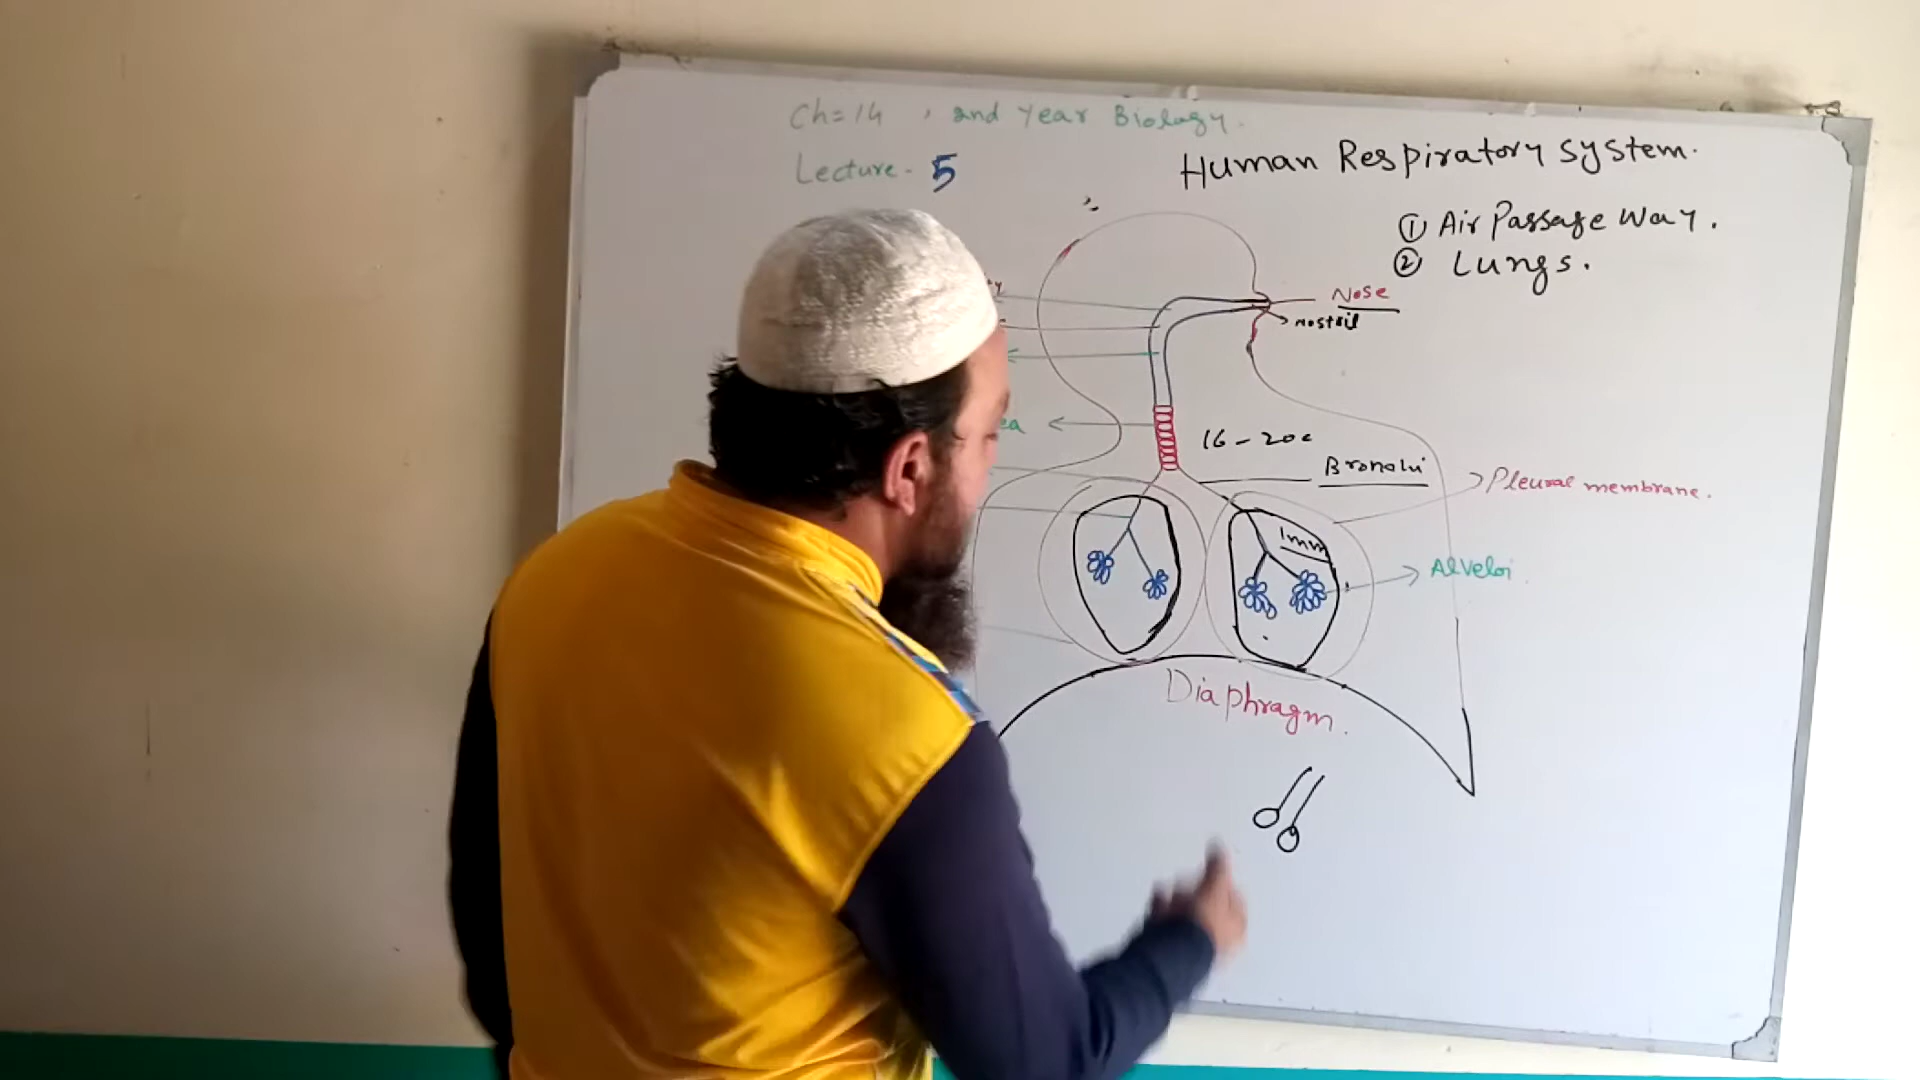 Ch=14 , 2nd Year Biology.
Lecture - 5
Human Respiratory System.
① Air Passage Way.
② Lungs.
Nose
nostril
16-20c
Bronchi
Pleural membrane.
1mm
Alveloi
Diaphragm.